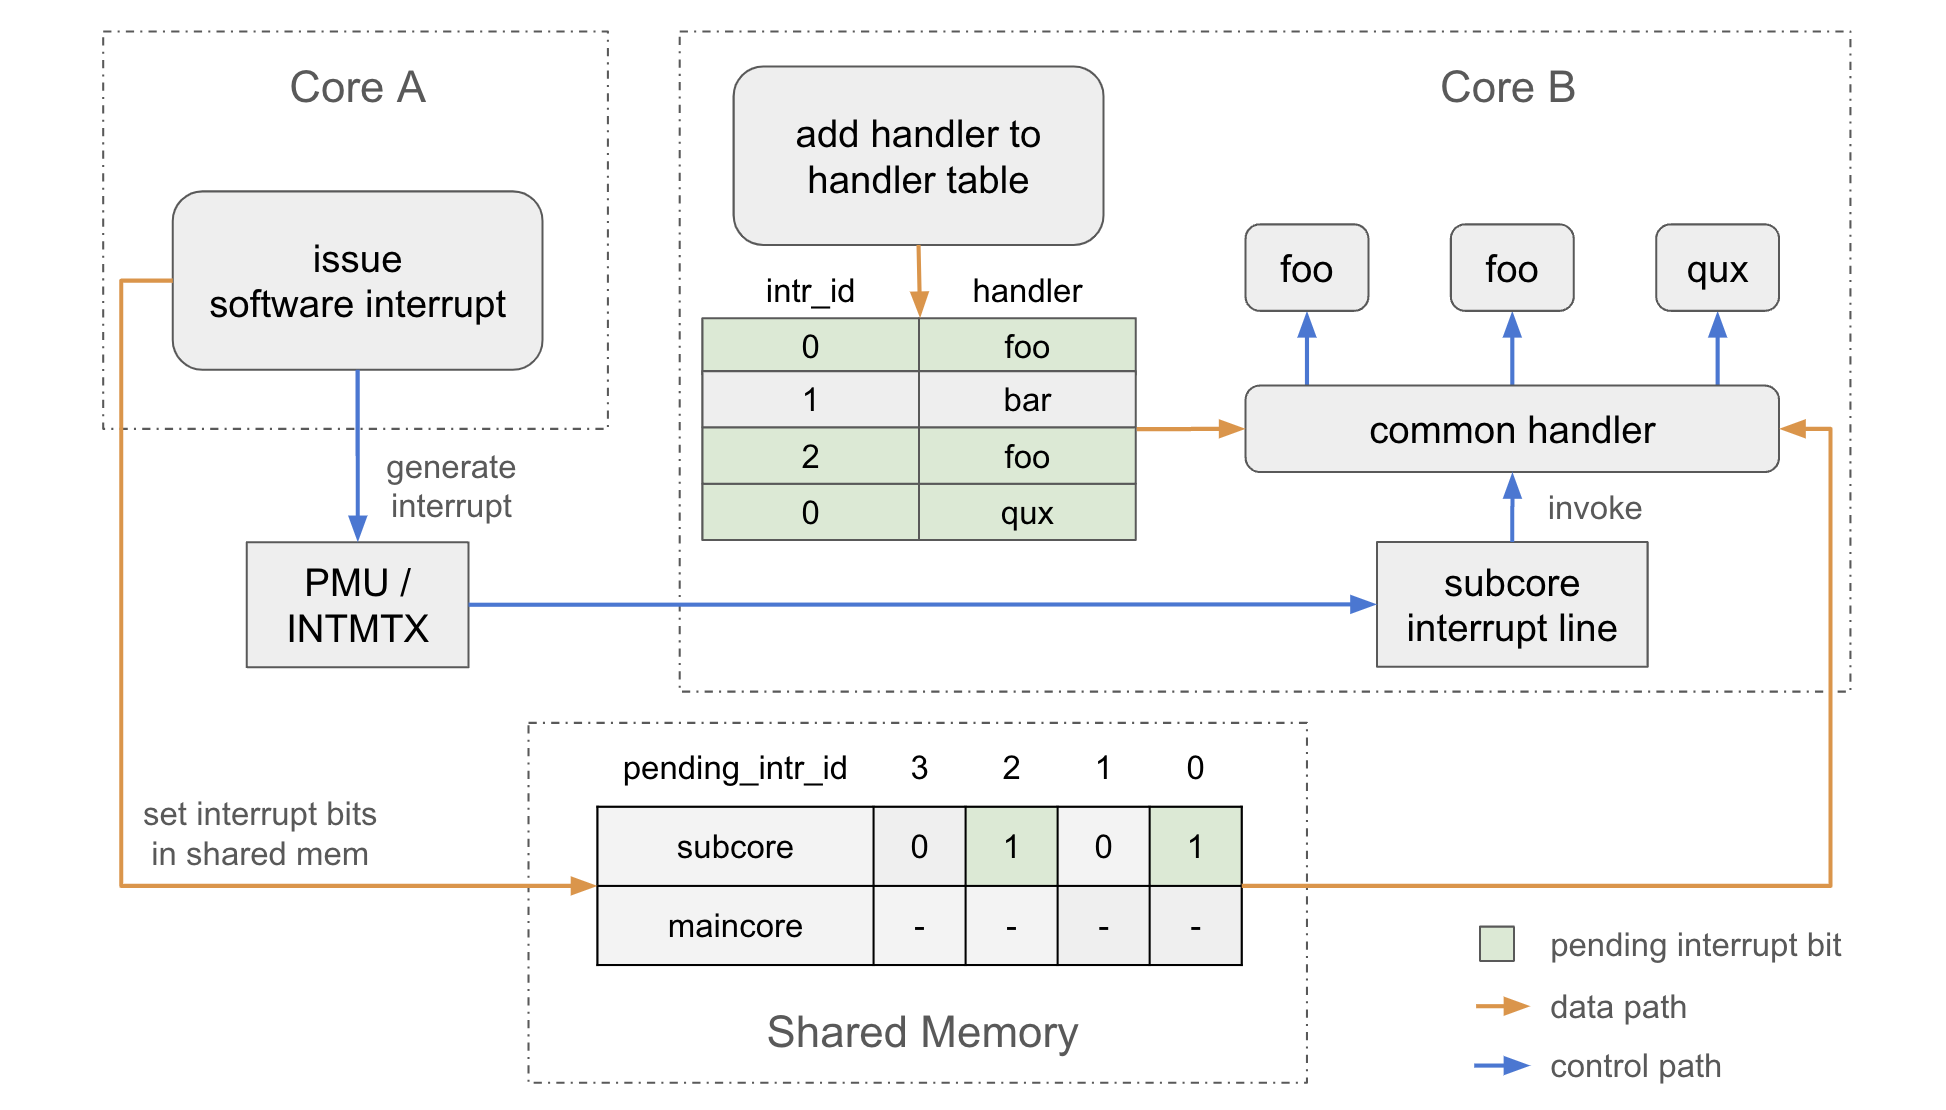 Core A
issue
software interrupt
generate
interrupt
PMU /
INTMTX
set interrupt bits
in shared mem
Core B
add handler to
handler table
intr_id handler
0 foo
1 bar
2 foo
0 qux
foo foo qux
common handler
invoke
subcore
interrupt line
pending_intr_id 3 2 1 0
subcore 0 1 0 1
maincore - - - -
Shared Memory
pending interrupt bit
data path
control path